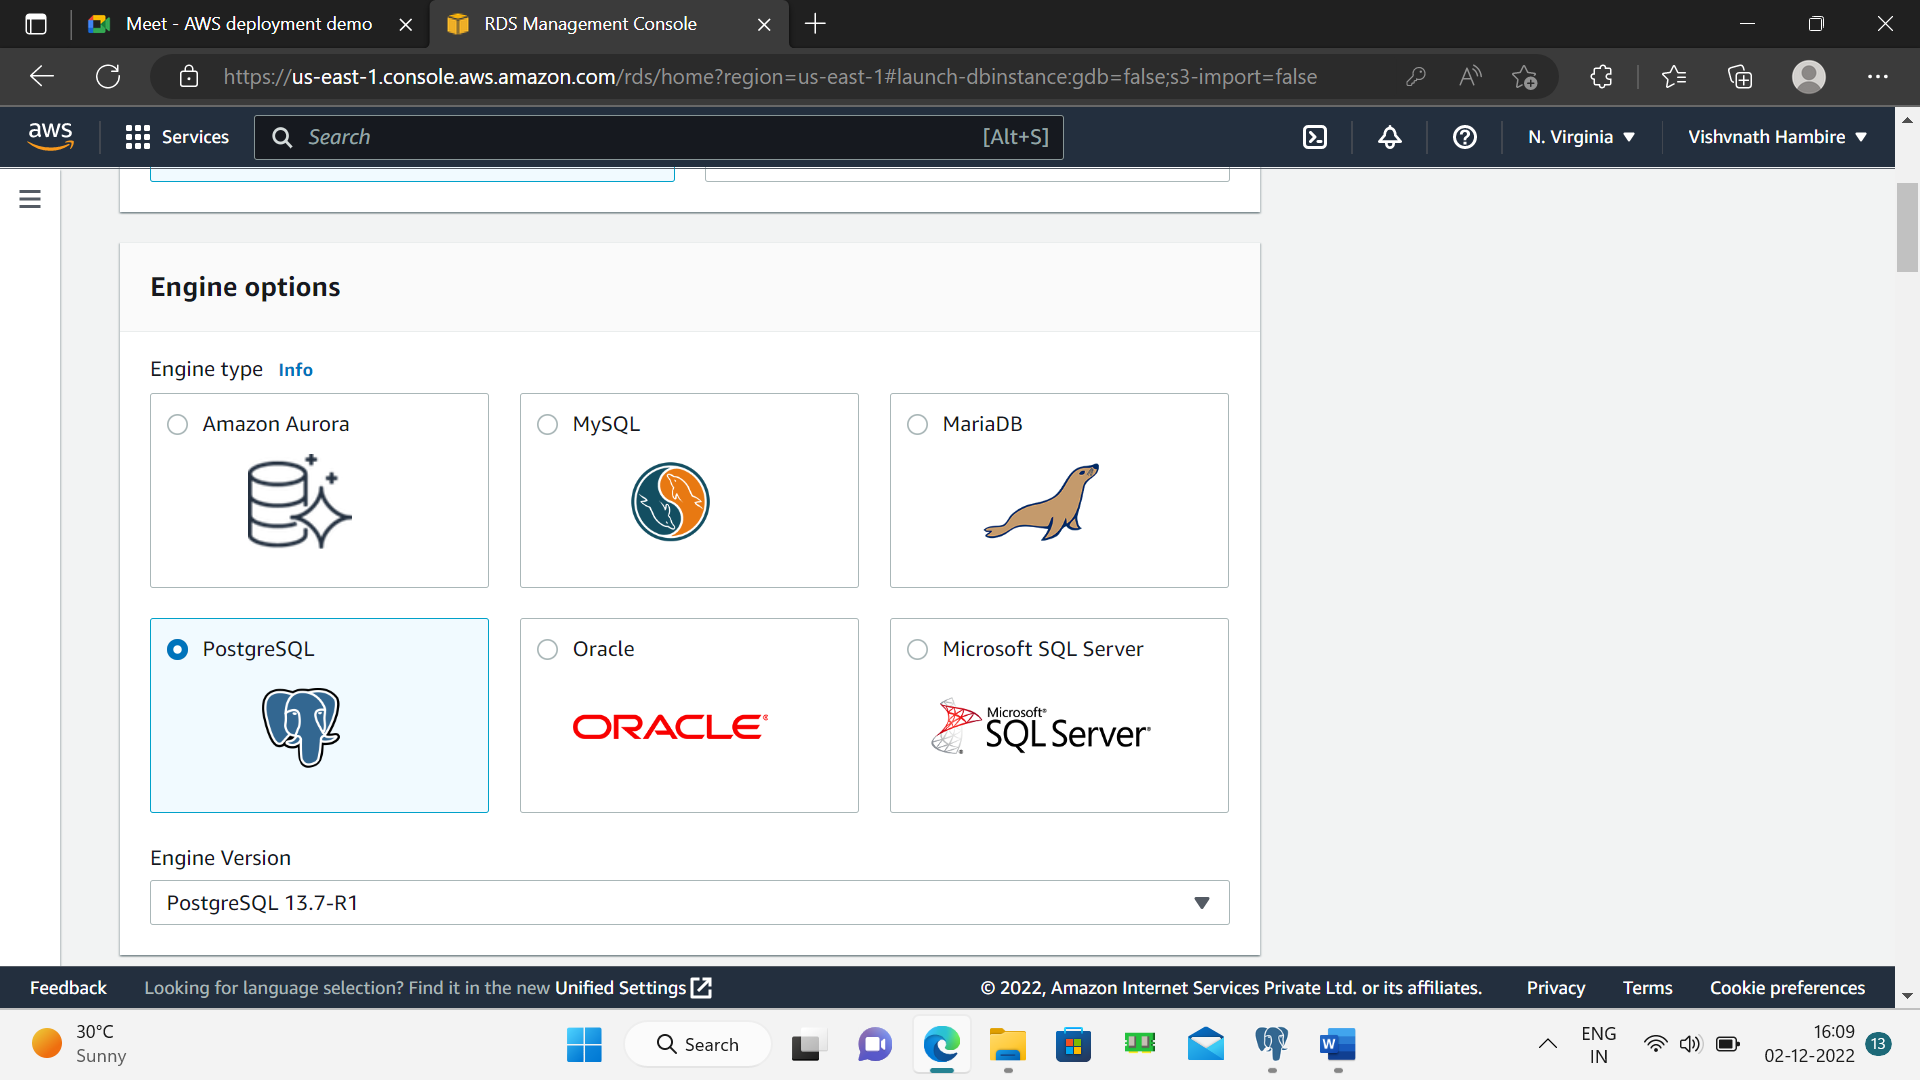 Meet - AWS deployment demo
RDS Management Console
https://us-east-1.console.aws.amazon.com/rds/home?region=us-east-1#launch-dbinstance:gdb=false;s3-import=false
aws
Services
Search
[Alt+S]
N. Virginia
Vishvnath Hambire
Engine options
Engine type Info
Amazon Aurora
MySQL
MariaDB
PostgreSQL
Oracle
ORACLE
Microsoft SQL Server
Microsoft®
SQL Server®
Engine Version
PostgreSQL 13.7-R1
Feedback
Looking for language selection? Find it in the new Unified Settings
© 2022, Amazon Internet Services Private Ltd. or its affiliates.
Privacy
Terms
Cookie preferences
30°C
Sunny
Search
W
ENG
IN
16:09
02-12-2022
13